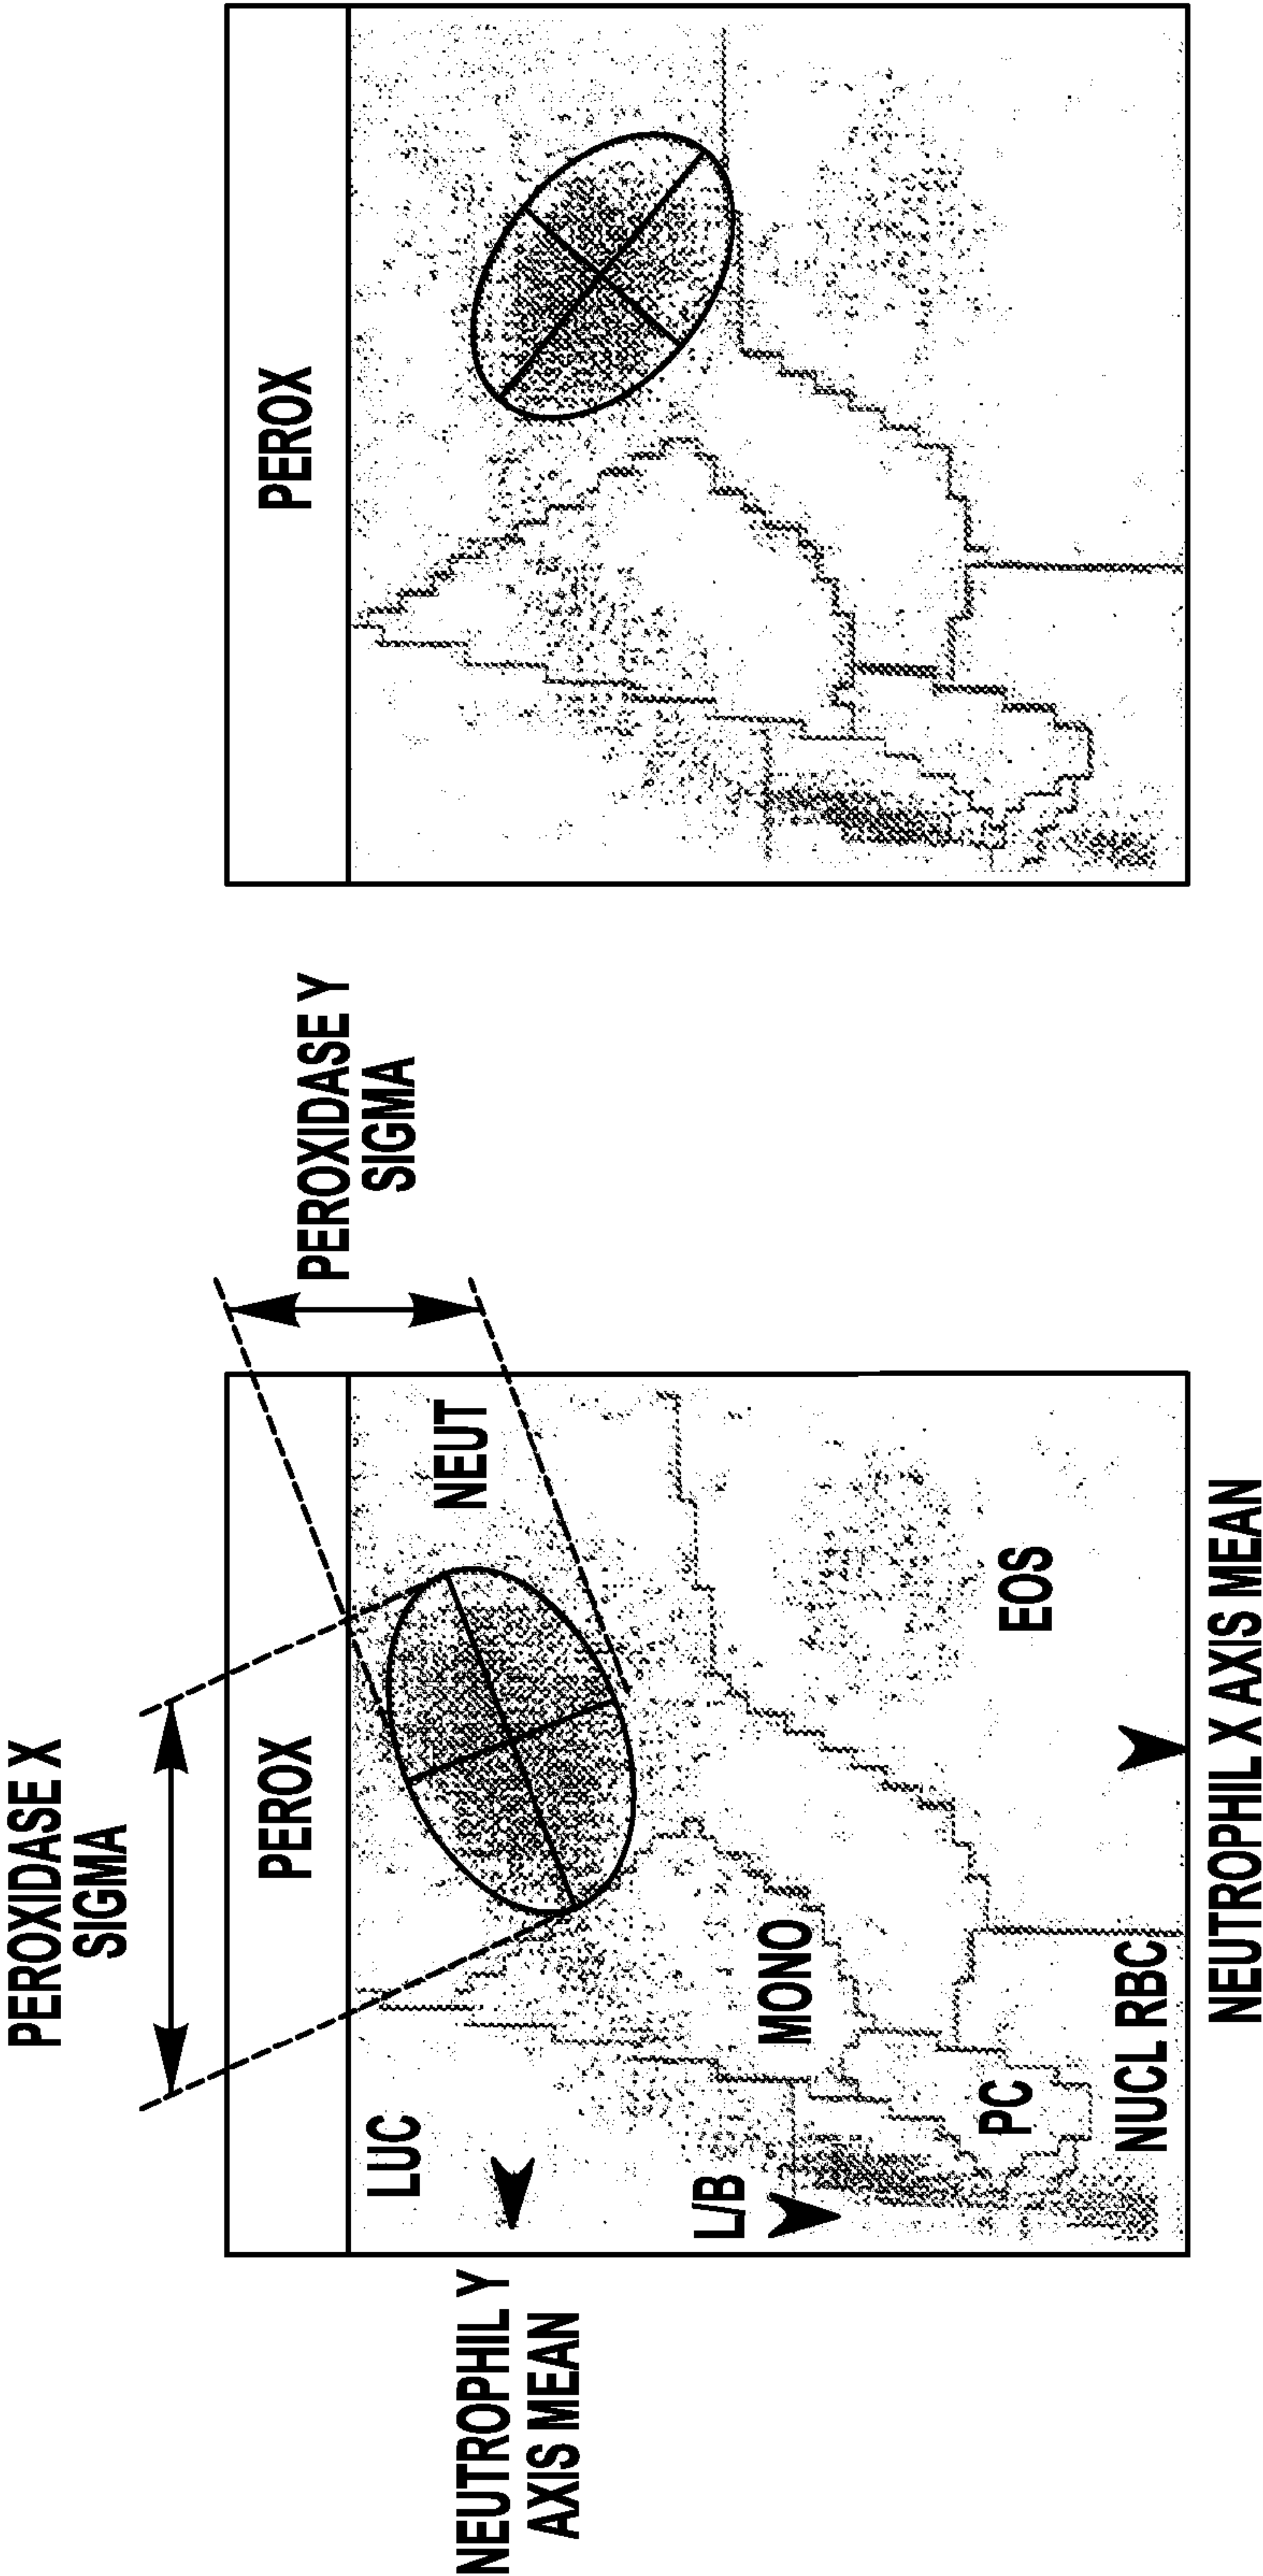 PEROXIDASE X
SIGMA
PEROXIDASE Y
SIGMA
PEROX
LUC
NEUT
NEUTROPHIL Y
AXIS MEAN
L/B
MONO
PC
EOS
NUCL RBC
NEUTROPHIL X AXIS MEAN
PEROX